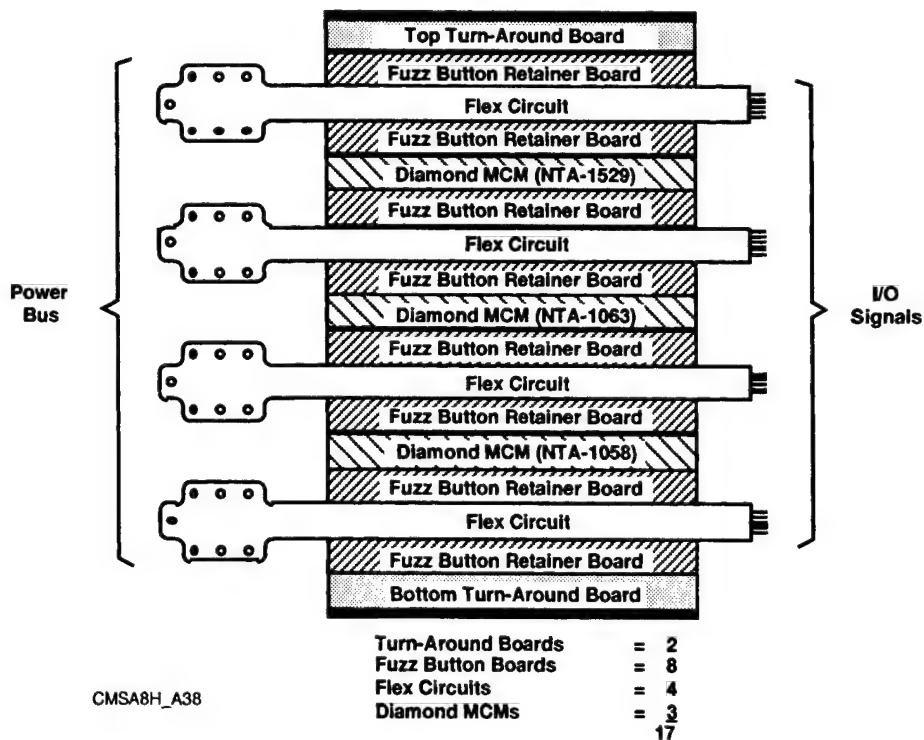 Top Turn-Around Board
Fuzz Button Retainer Board
Flex Circuit
Fuzz Button Retainer Board
Diamond MCM (NTA-1529)
Fuzz Button Retainer Board
Flex Circuit
Fuzz Button Retainer Board
Power
Bus
I/O
Signals
Diamond MCM (NTA-1063)
Fuzz Button Retainer Board
Flex Circuit
Fuzz Button Retainer Board
Diamond MCM (NTA-1058)
Fuzz Button Retainer Board
Flex Circuit
Fuzz Button Retainer Board
Bottom Turn-Around Board
Turn-Around Boards = 2
Fuzz Button Boards = 8
Flex Circuits = 4
Diamond MCMs = 3
17
CMSA8H_A38